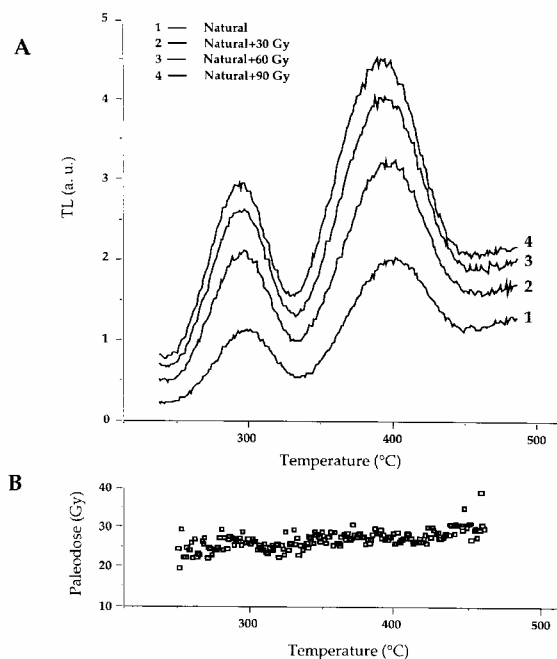 A
1 — Natural
2 — Natural+30 Gy
3 — Natural+60 Gy
4 — Natural+90 Gy
TL (a. u.)
5
4
3
2
1
0
4
3
2
1
300
400
500
Temperature (°C)
B
Paleodose (Gy)
40
30
20
10
300
400
500
Temperature (°C)